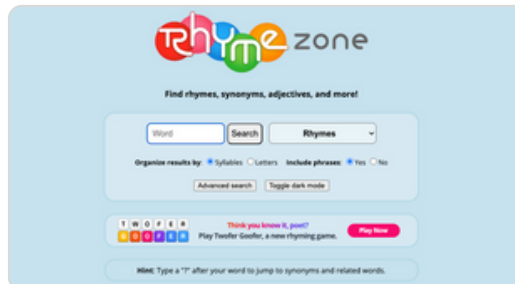 RhYme zone
Find rhymes, synonyms, adjectives, and more!
Word Search Rhymes
Organize results by: Syllables Letters Include phrases: Yes No
Advanced search Toggle dark mode
TWOFER Think you know it, poet?
GOOFER Play Twofer Goofer, a new rhyming game. Play Now
Hint: Type a "?" after your word to jump to synonyms and related words.